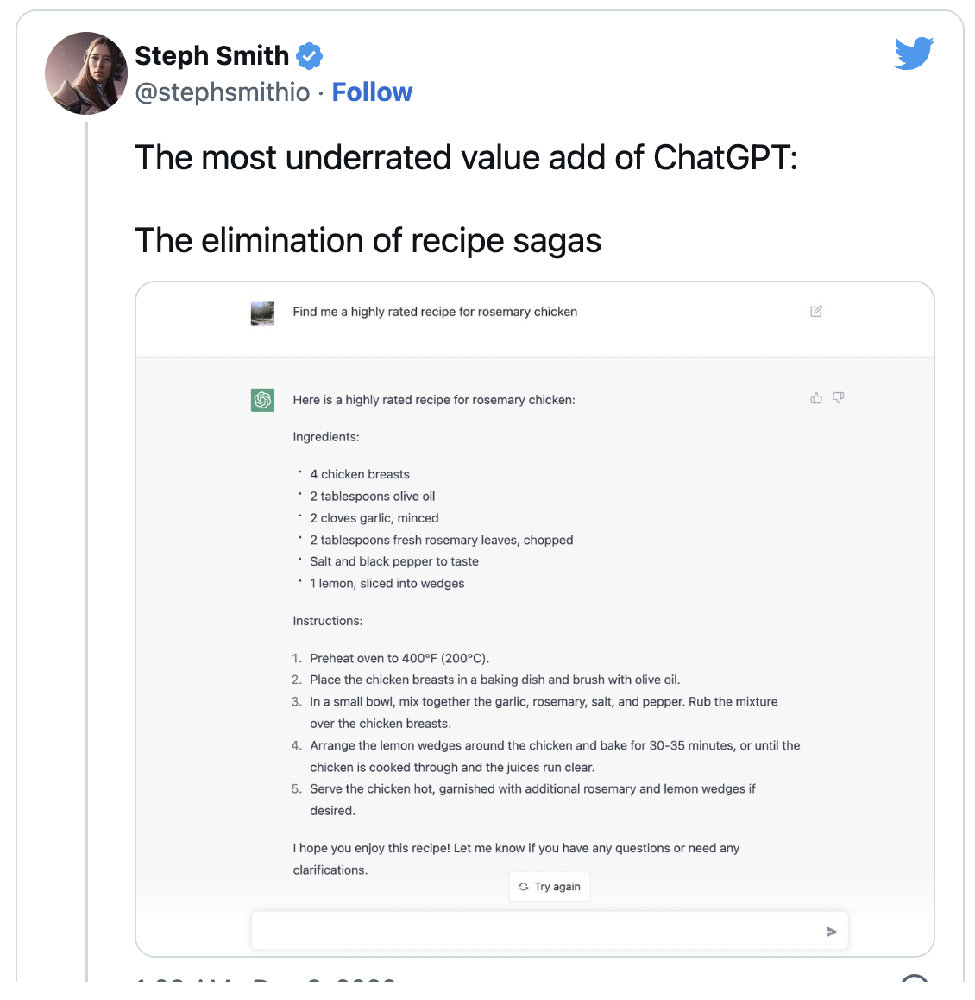 Steph Smith
@stephsmithio · Follow
The most underrated value add of ChatGPT:
The elimination of recipe sagas
Find me a highly rated recipe for rosemary chicken
Here is a highly rated recipe for rosemary chicken:
Ingredients:
• 4 chicken breasts
• 2 tablespoons olive oil
• 2 cloves garlic, minced
• 2 tablespoons fresh rosemary leaves, chopped
• Salt and black pepper to taste
• 1 lemon, sliced into wedges
Instructions:
1. Preheat oven to 400°F (200°C).
2. Place the chicken breasts in a baking dish and brush with olive oil.
3. In a small bowl, mix together the garlic, rosemary, salt, and pepper. Rub the mixture
over the chicken breasts.
4. Arrange the lemon wedges around the chicken and bake for 30-35 minutes, or until the
chicken is cooked through and the juices run clear.
5. Serve the chicken hot, garnished with additional rosemary and lemon wedges if
desired.
I hope you enjoy this recipe! Let me know if you have any questions or need any
clarifications.
Try again